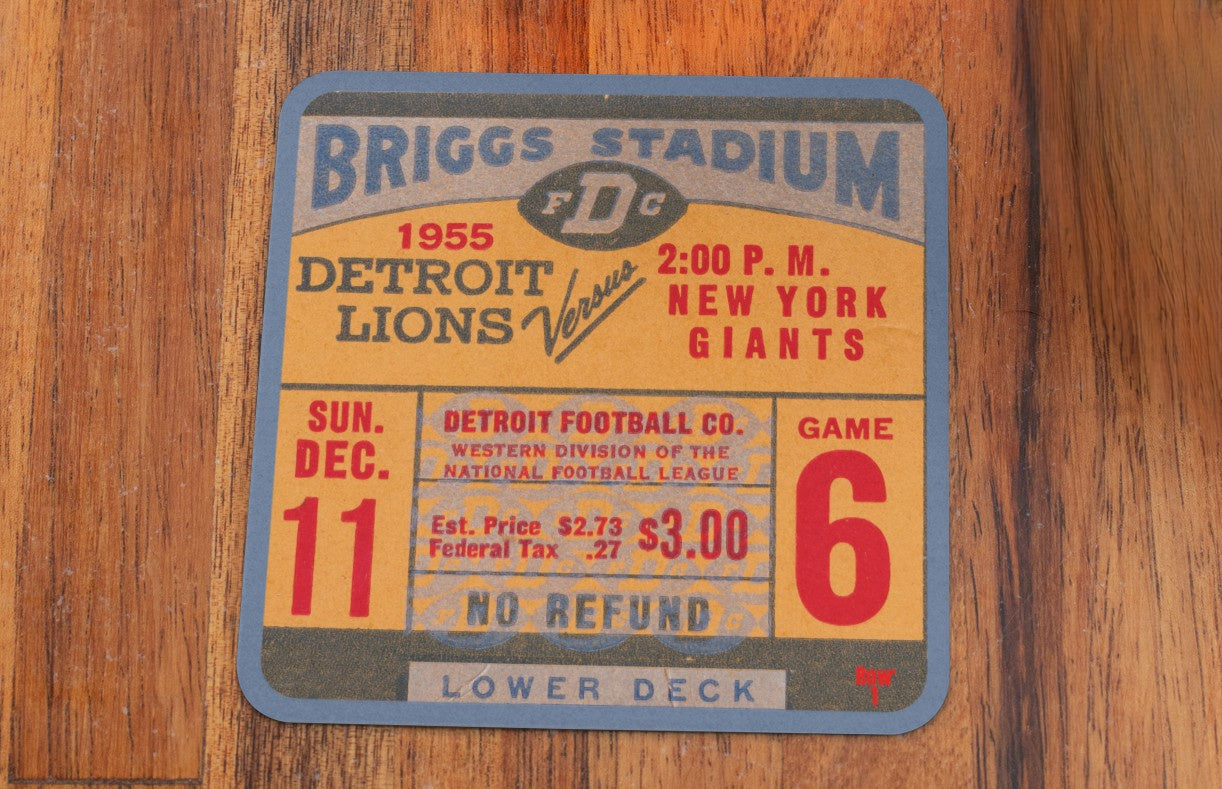 BRIGGS STADIUM
F D C
1955
DETROIT
LIONS
Versus
2:00 P. M.
NEW YORK
GIANTS
SUN.
DEC.
11
DETROIT FOOTBALL CO.
WESTERN DIVISION OF THE
NATIONAL FOOTBALL LEAGUE
Est. Price $2.73
Federal Tax .27
$3.00
NO REFUND
GAME
6
LOWER DECK
Row
1